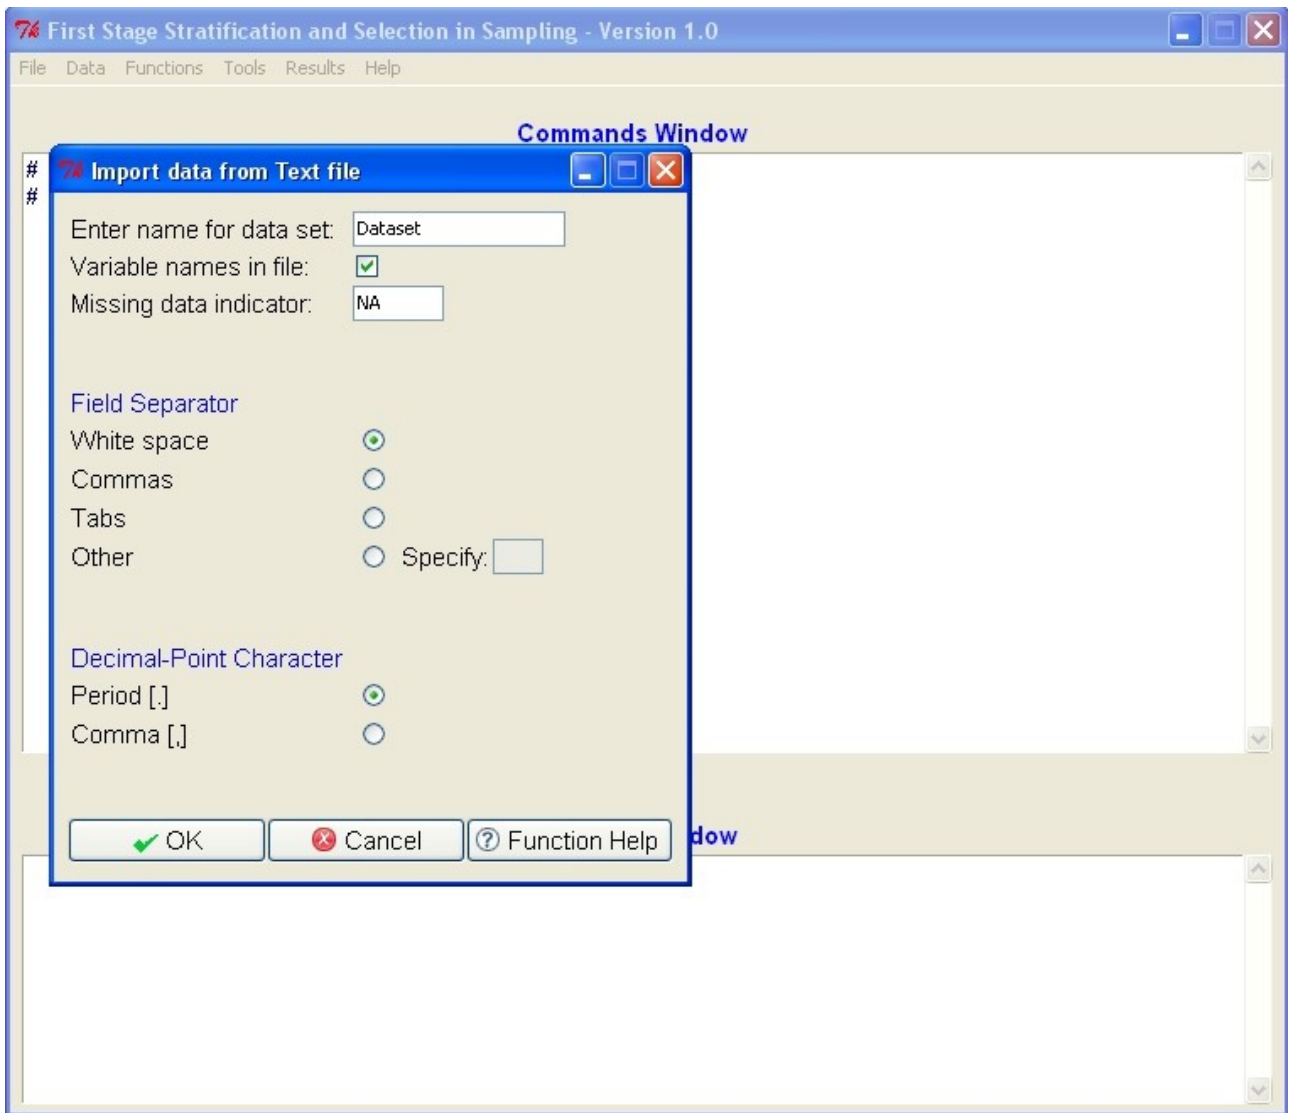 7k First Stage Stratification and Selection in Sampling - Version 1.0
File Data Functions Tools Results Help
Commands Window
#
#
7k Import data from Text file
Enter name for data set: Dataset
Variable names in file:
Missing data indicator: NA
Field Separator
White space
Commas
Tabs
Other Specify:
Decimal-Point Character
Period [.]
Comma [,]
OK Cancel ? Function Help
dow